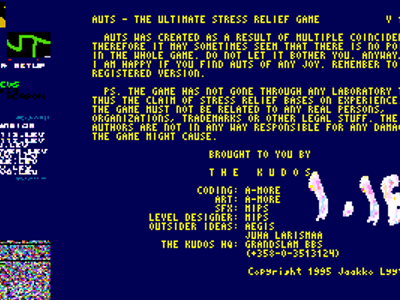 AUTS - THE ULTIMATE STRESS RELIEF GAME V
AUTS WAS CREATED AS A RESULT OF MULTIPLE COINCIDEN
THEREFORE IT MAY SOMETIMES SEEM THAT THERE IS NO PO
IN THE WHOLE GAME. DO NOT LET IT BOTHER YOU. ANYWAY,
I AM HAPPY IF YOU FIND AUTS OF ANY JOY. REMEMBER TO
REGISTERED VERSION.
PS. THE GAME HAS NOT GONE THROUGH ANY LABORATORY T
THUS THE CLAIM OF STRESS RELIEF BASES ON EXPERIENCE
THE GAME MUST NOT BE RELATED TO ANY REAL PERSONS,
ORGANIZATIONS, TRADEMARKS OR OTHER LEGAL STUFF. THE
AUTHORS ARE NOT IN ANY WAY RESPONSIBLE FOR ANY DAMA
THE GAME MIGHT CAUSE.
BROUGHT TO YOU BY
THE KUDOS
CODING: A-MORE
ART: A-MORE
SFX: MIPS
LEVEL DESIGNER: MIPS
OUTSIDER IDEAS: AEGIS
JUHA LARISMAA
THE KUDOS HQ: GRANDSLAM BBS
(+358-0-3513124)
Copyright 1995 Jaakko Lyyt
SETUP